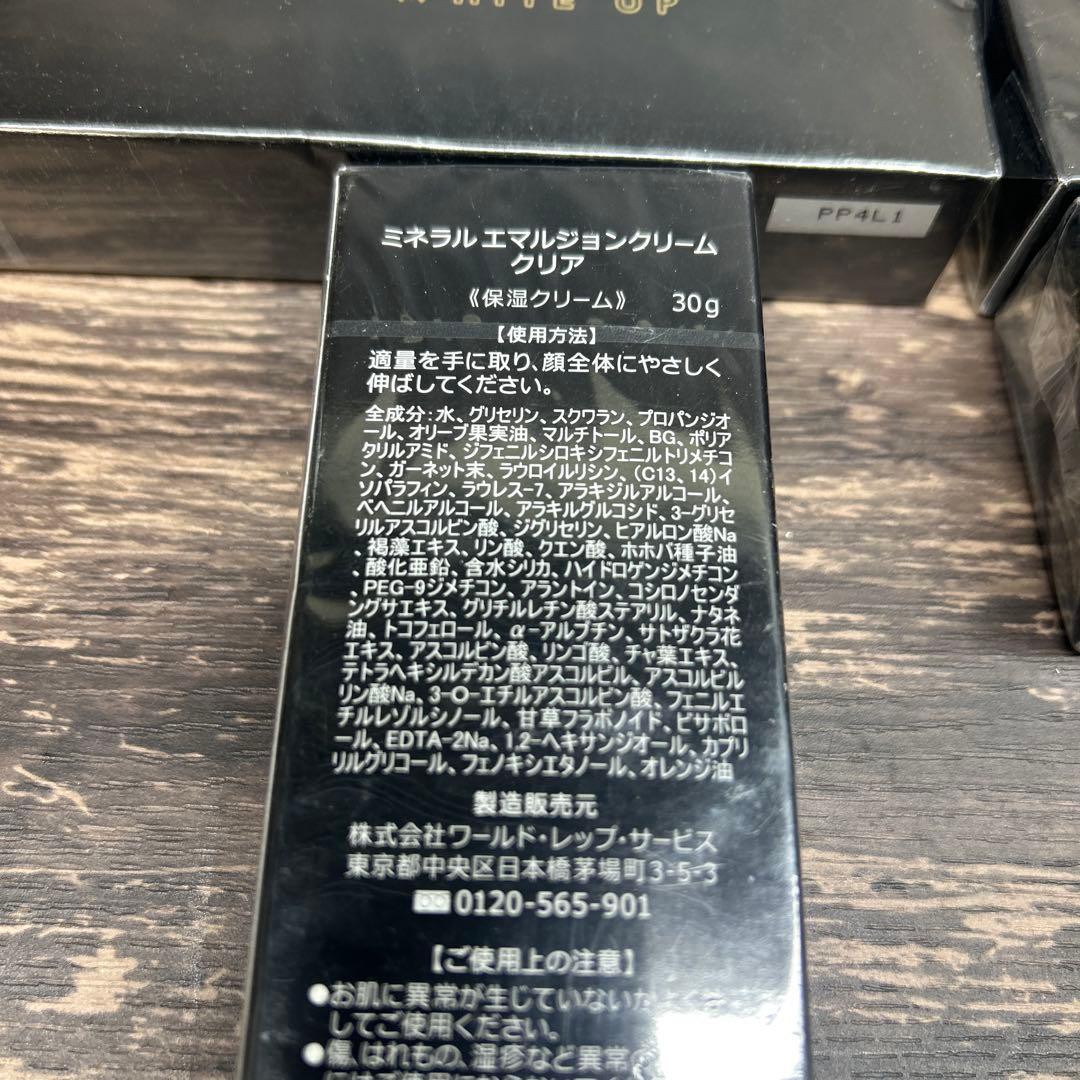 WHITE UP
PP4L1
ミネラル エマルジョンクリーム
クリア
《保湿クリーム》 30g
【使用方法】
適量を手に取り、顔全体にやさしく
伸ばしてください。
全成分：水、グリセリン、スクワラン、プロパンジオ
ール、オリーブ果実油、マルチトール、BG、ポリア
タリルアミド、ジフェニルシロキシフェニルトリメチコ
ン、ガーネット末、ラウロイルリシン、(C13、14)イ
ソパラフィン、ラウレス-7、アラキジルアルコール、
ベヘニルアルコール、アラキルグルコシド、3-グリセ
リルアスコルビン酸、ジグリセリン、ヒアルロン酸Na
、褐藻エキス、リン酸、クエン酸、ホホバ種子油
、酸化亜鉛、含水シリカ、ハイドロゲンジメチコン
、PEG-9ジメチコン、アラントイン、コシロノセンダ
ングサエキス、グリチルレチン酸ステアリル、ナタネ
油、トコフェロール、α-アルブチン、サトザクラ花
エキス、アスコルビン酸、リンゴ酸、チャ葉エキス、
テトラヘキシルデカン酸アスコルビル、アスコルビル
リン酸Na、3-O-エチルアスコルビン酸、フェニルエ
チルレゾルシノール、甘草フラボノイド、ビサボロ
ール、EDTA-2Na、1,2-ヘキサンジオール、カプリ
リルグリコール、フェノキシエタノール、オレンジ油
製造販売元
株式会社ワールド・レップ・サービス
東京都中央区日本橋茅場町3-5-3
0120-565-901
【ご使用上の注意】
●お肌に異常が生じていないか
してご使用ください。
●傷、はれもの、湿疹など異常